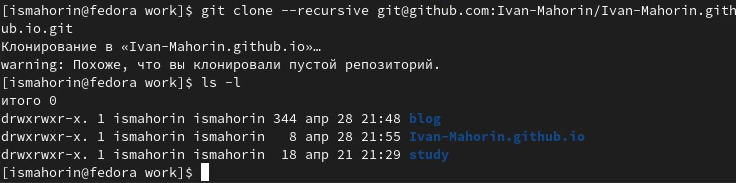 [ismahorin@fedora work]$ git clone --recursive git@github.com:Ivan-Mahorin/Ivan-Mahorin.gith
ub.io.git
Клонирование в «Ivan-Mahorin.github.io»…
warning: Похоже, что вы клонировали пустой репозиторий.
[ismahorin@fedora work]$ ls -l
итого 0
drwxrwxr-x. 1 ismahorin ismahorin 344 апр 28 21:48 blog
drwxrwxr-x. 1 ismahorin ismahorin   8 апр 28 21:55 Ivan-Mahorin.github.io
drwxrwxr-x. 1 ismahorin ismahorin  18 апр 21 21:29 study
[ismahorin@fedora work]$